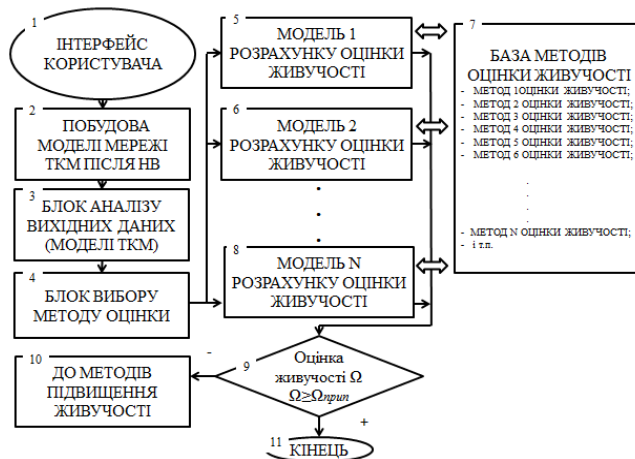 1
ІНТЕРФЕЙС
КОРИСТУВАЧА
2
ПОБУДОВА
МОДЕЛІ МЕРЕЖІ
ТКМ ПІСЛЯ НВ
3
БЛОК АНАЛІЗУ
ВИХІДНИХ ДАНИХ
(МОДЕЛІ ТКМ)
4
БЛОК ВИБОРУ
МЕТОДУ ОЦІНКИ
5
МОДЕЛЬ 1
РОЗРАХУНКУ ОЦІНКИ
ЖИВУЧОСТІ
6
МОДЕЛЬ 2
РОЗРАХУНКУ ОЦІНКИ
ЖИВУЧОСТІ
.
.
.
8
МОДЕЛЬ N
РОЗРАХУНКУ ОЦІНКИ
ЖИВУЧОСТІ
7
БАЗА МЕТОДІВ
ОЦІНКИ ЖИВУЧОСТІ
- МЕТОД 1ОЦІНКИ ЖИВУЧОСТІ;
- МЕТОД 2 ОЦІНКИ ЖИВУЧОСТІ;
- МЕТОД 3 ОЦІНКИ ЖИВУЧОСТІ;
- МЕТОД 4 ОЦІНКИ ЖИВУЧОСТІ;
- МЕТОД 5 ОЦІНКИ ЖИВУЧОСТІ;
- МЕТОД 6 ОЦІНКИ ЖИВУЧОСТІ;
.
.
.
.
- МЕТОД N ОЦІНКИ ЖИВУЧОСТІ;
- і т.п.
9
Оцінка
живучості Ω
Ω≥Ωприп
-
+
10
ДО МЕТОДІВ
ПІДВИЩЕННЯ
ЖИВУЧОСТІ
11
КІНЕЦЬ